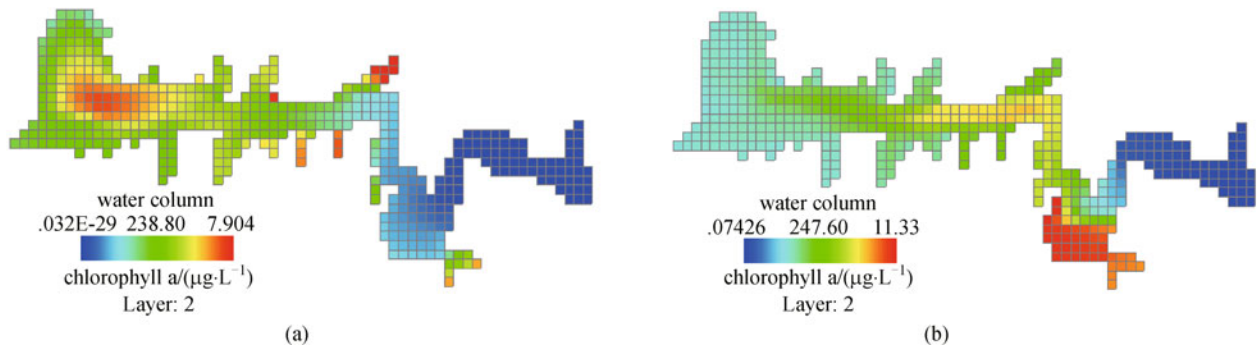 water column
.032E-29 238.80 7.904
chlorophyll a/(μg·L⁻¹)
Layer: 2
(a)
water column
.07426 247.60 11.33
chlorophyll a/(μg·L⁻¹)
Layer: 2
(b)